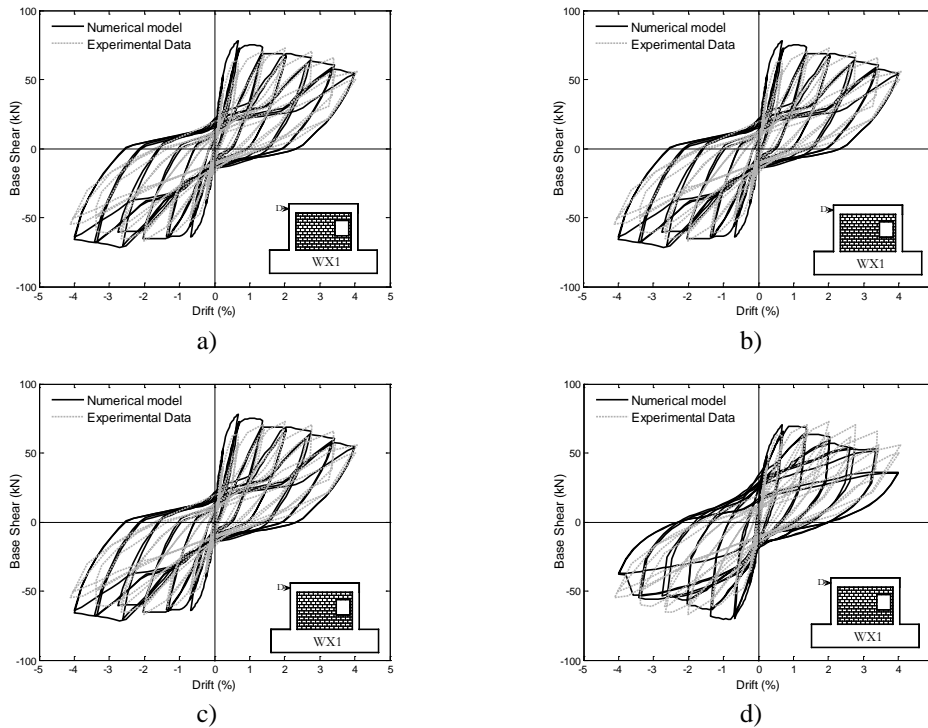 100
Numerical model
Experimental Data
50
Base Shear (kN)
0
-50
D
WX1
-100
-5 -4 -3 -2 -1 0 1 2 3 4 5
Drift (%)
a)
100
Numerical model
Experimental Data
50
Base Shear (kN)
0
-50
D
WX1
-100
-5 -4 -3 -2 -1 0 1 2 3 4
Drift (%)
b)
100
Numerical model
Experimental Data
50
Base Shear (kN)
0
-50
D
WX1
-100
-5 -4 -3 -2 -1 0 1 2 3 4 5
Drift (%)
c)
100
Numerical model
Experimental Data
50
Base Shear (kN)
0
-50
D
WX1
-100
-5 -4 -3 -2 -1 0 1 2 3 4
Drift (%)
d)